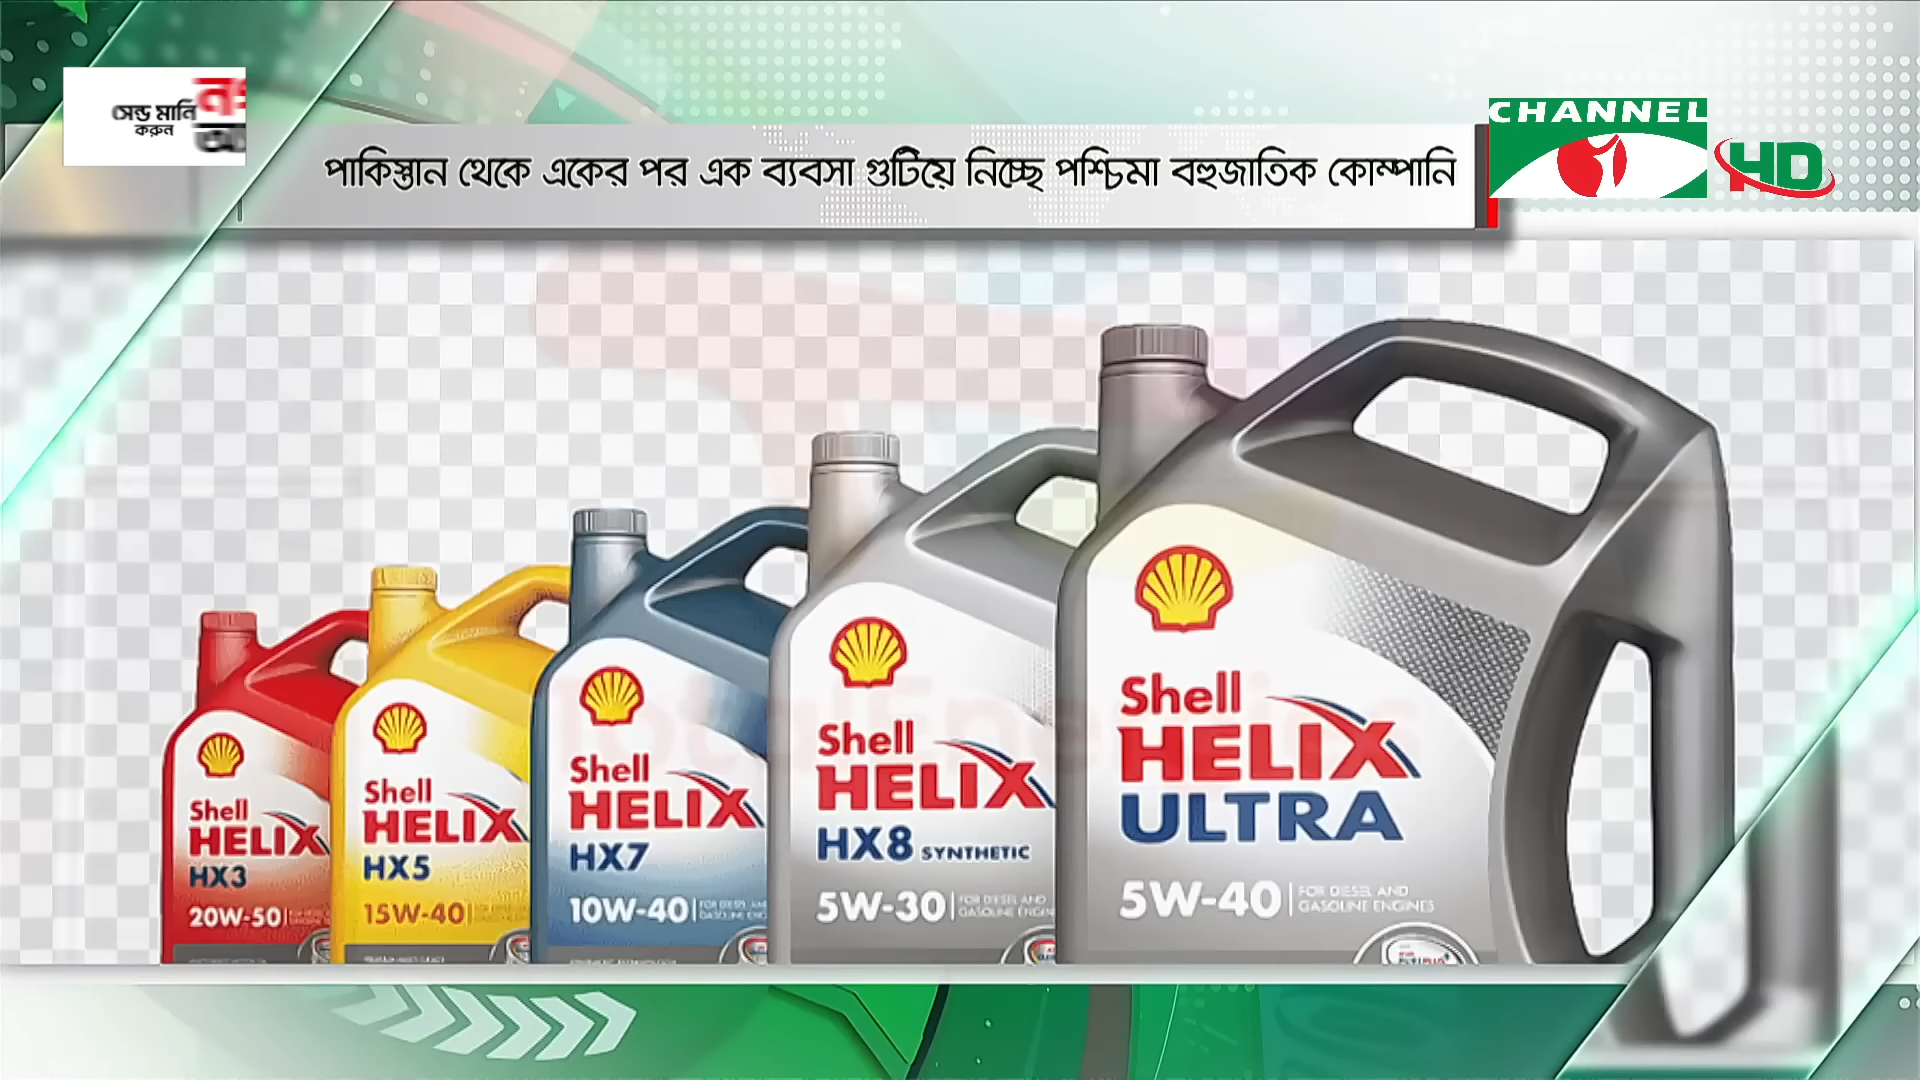 সেন্ড মানি
করুন
পাকিস্তান থেকে একের পর এক ব্যবসা গুটিয়ে নিচ্ছে পশ্চিমা বহুজাতিক কোম্পানি
CHANNEL
HD
Shell
HELIX
HX3
20W-50
Shell
HELIX
HX5
15W-40
Shell
HELIX
HX7
10W-40
Shell
HELIX
HX8 SYNTHETIC
5W-30
FOR DIESEL AND
GASOLINE
Shell
HELIX
ULTRA
5W-40
FOR DIESEL AND
GASOLINE ENGINES
TotalEnergies